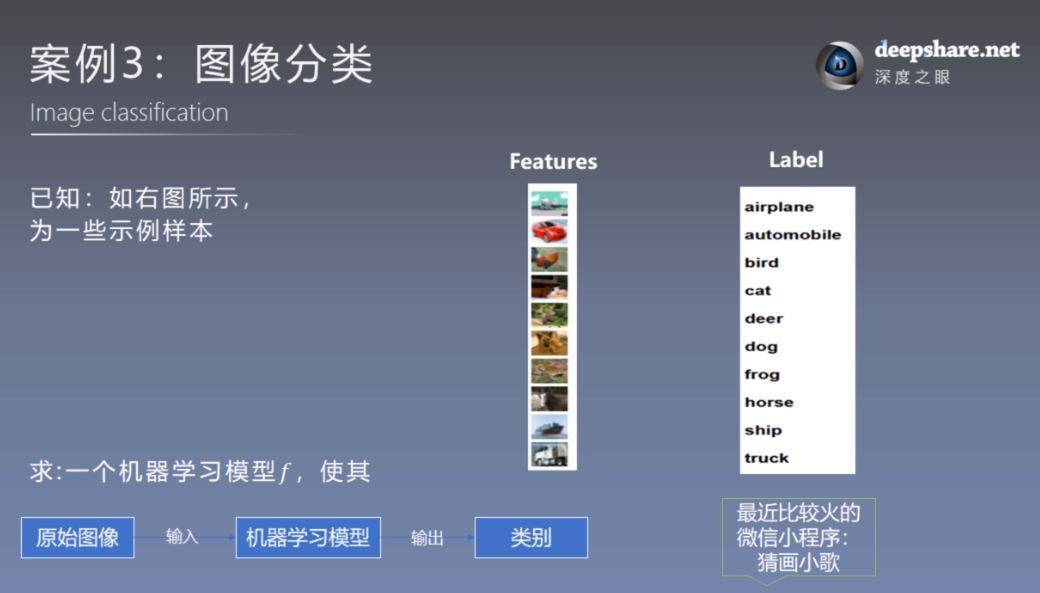 案例3：图像分类
Image classification
deepshare.net
深度之眼
已知：如右图所示，
为一些示例样本
Features
Label
airplane
automobile
bird
cat
deer
dog
frog
horse
ship
truck
求:一个机器学习模型f，使其
原始图像
输入
机器学习模型
输出
类别
最近比较火的
微信小程序：
猜画小歌